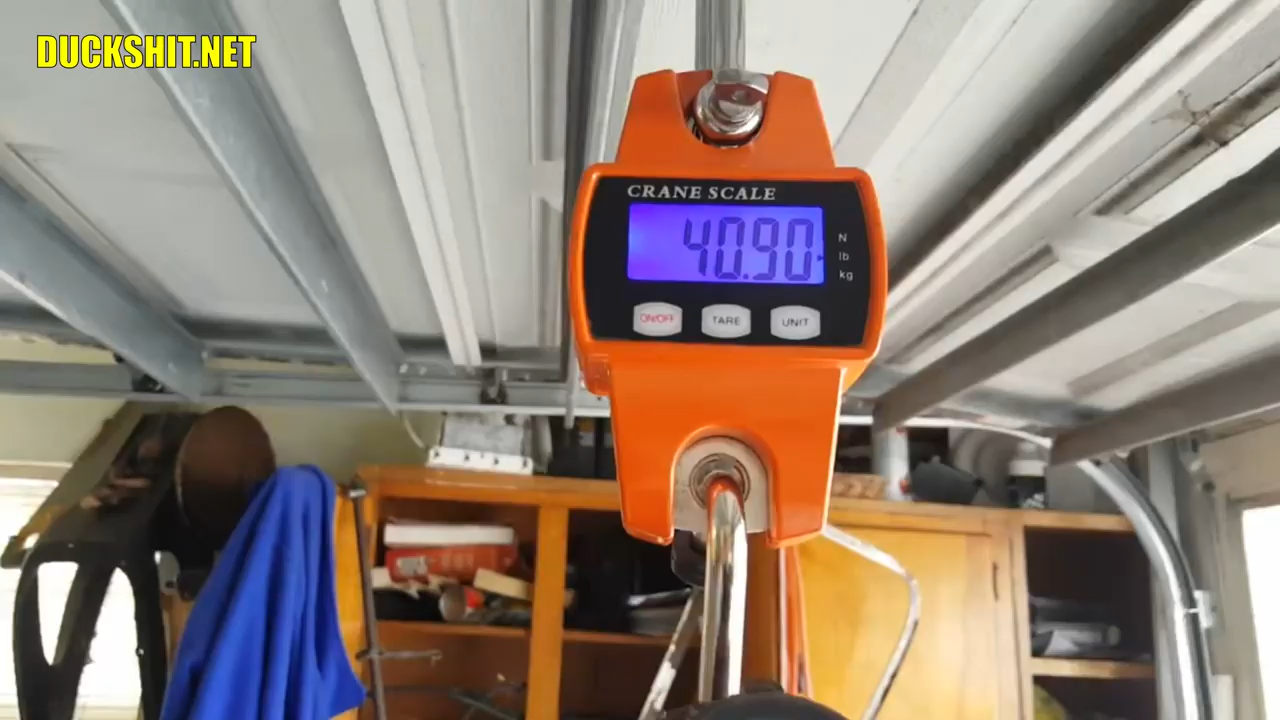 DUCKSHIT.NET
CRANE SCALE
40.90
N
lb
kg
ON/OFF
TARE
UNIT